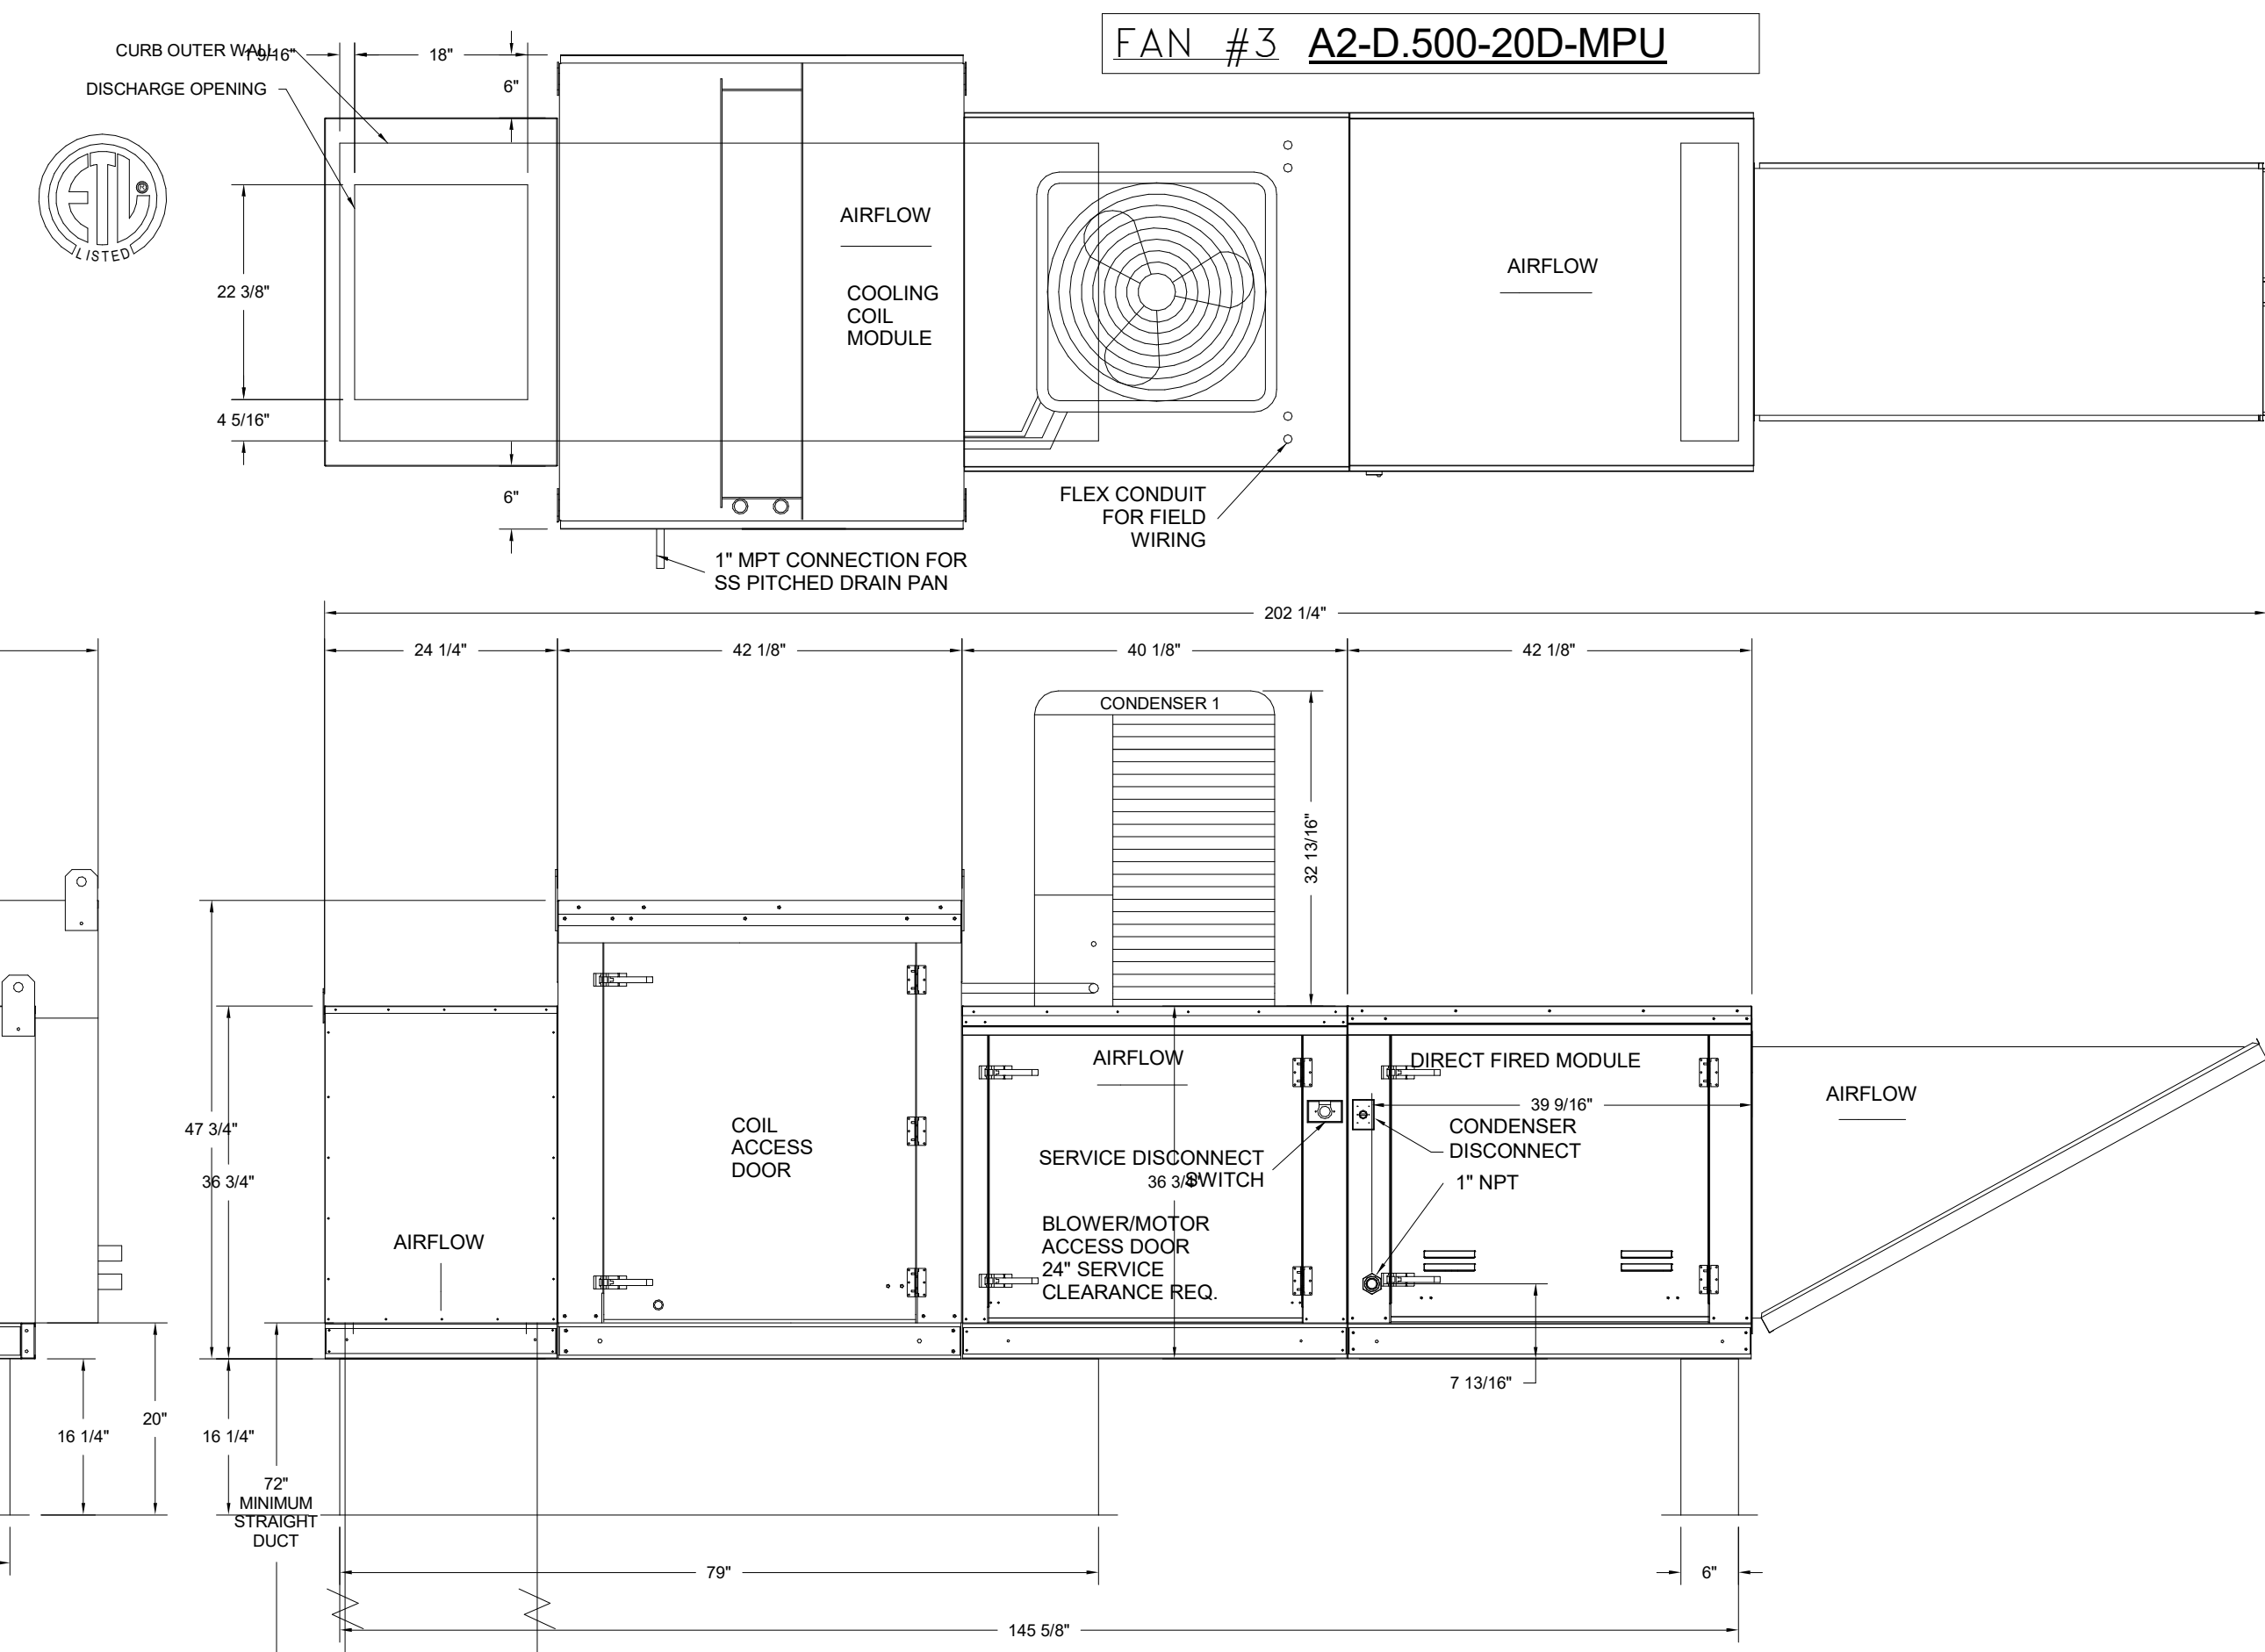 FAN #3 A2-D.500-20D-MPU
CURB OUTER WALL
1 9/16"
18"
6"
DISCHARGE OPENING
ETL
®
LISTED
22 3/8"
4 5/16"
6"
AIRFLOW
COOLING
COIL
MODULE
AIRFLOW
FLEX CONDUIT
FOR FIELD
WIRING
1" MPT CONNECTION FOR
SS PITCHED DRAIN PAN
202 1/4"
24 1/4"
42 1/8"
40 1/8"
42 1/8"
CONDENSER 1
32 13/16"
47 3/4"
36 3/4"
AIRFLOW
COIL
ACCESS
DOOR
AIRFLOW
SERVICE DISCONNECT
SWITCH
36 3/4"
BLOWER/MOTOR
ACCESS DOOR
24" SERVICE
CLEARANCE REQ.
DIRECT FIRED MODULE
39 9/16"
CONDENSER
DISCONNECT
1" NPT
AIRFLOW
7 13/16"
16 1/4"
20"
16 1/4"
72"
MINIMUM
STRAIGHT
DUCT
79"
6"
145 5/8"